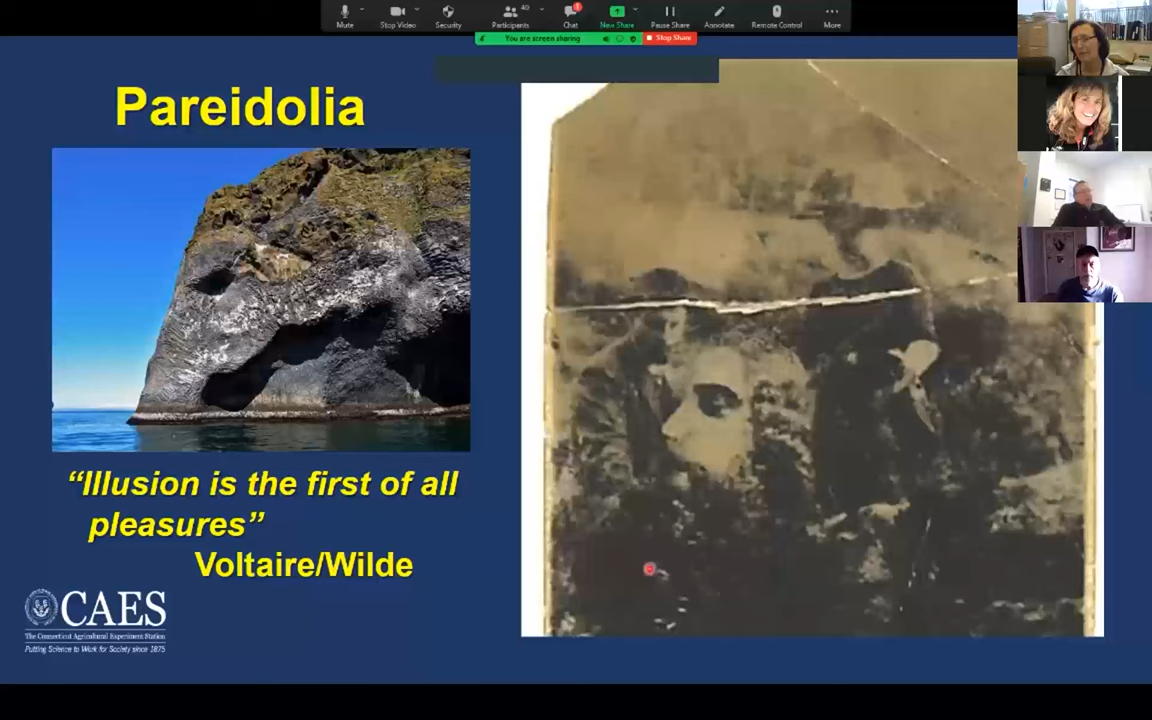 Mute
Stop Video
Security
40
Participants
1
Chat
New Share
Pause Share
Annotate
Remote Control
More
You are screen sharing
Stop Share
Pareidolia
“Illusion is the first of all
pleasures”
Voltaire/Wilde
CAES
The Connecticut Agricultural Experiment Station
Putting Science to Work for Society since 1875